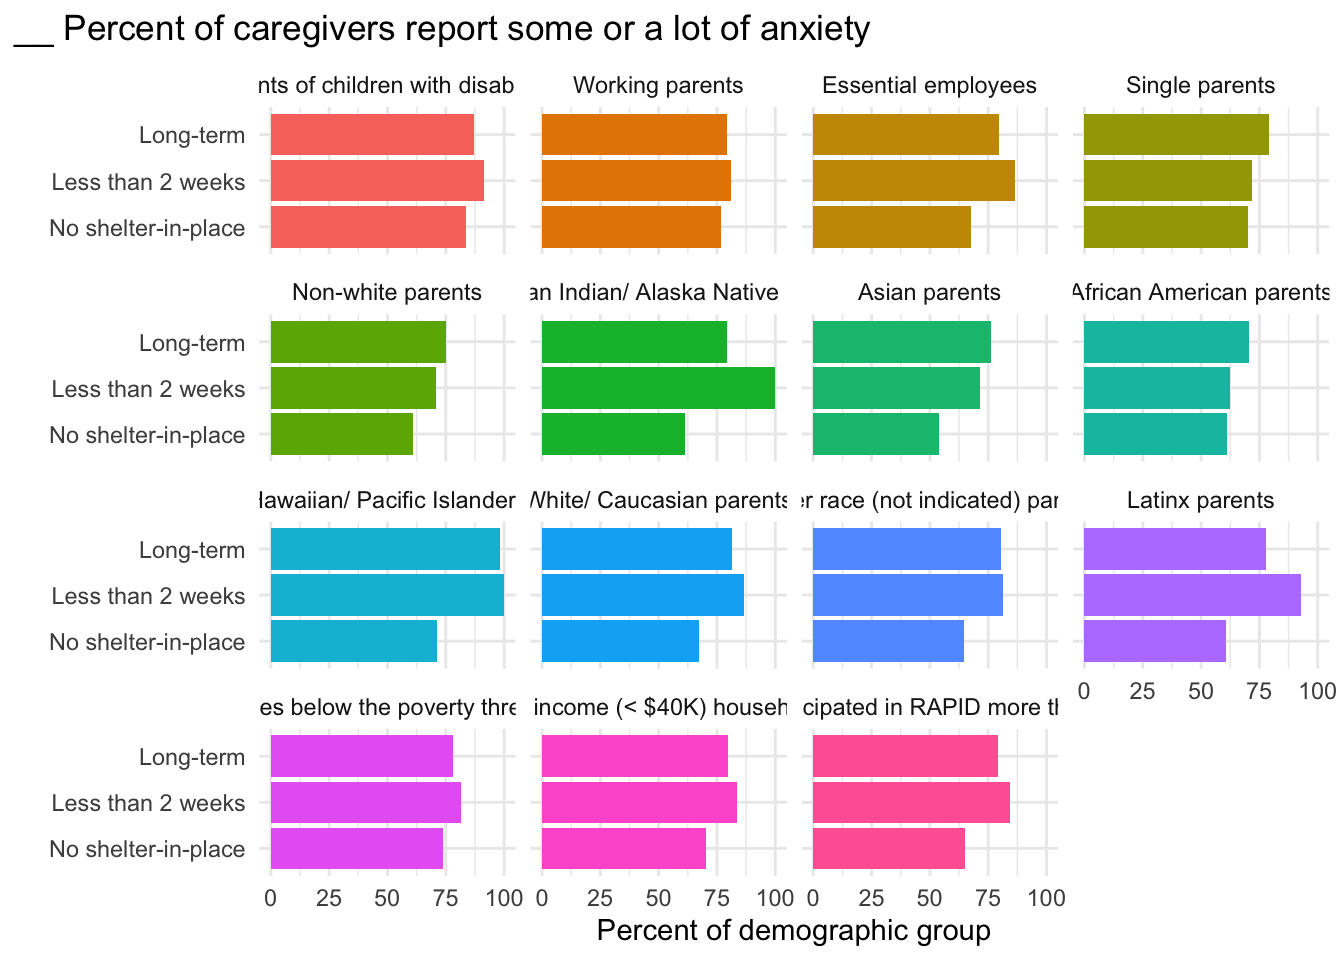 __ Percent of caregivers report some or a lot of anxiety
nts of children with disab Working parents Essential employees Single parents
Long-term
Less than 2 weeks
No shelter-in-place
Non-white parents an Indian/ Alaska Native Asian parents African American parents
Long-term
Less than 2 weeks
No shelter-in-place
Hawaiian/ Pacific Islander White/ Caucasian parents er race (not indicated) par Latinx parents
Long-term
Less than 2 weeks
No shelter-in-place
0 25 50 75 100
es below the poverty thre income (< $40K) househ cipated in RAPID more th
Long-term
Less than 2 weeks
No shelter-in-place
0 25 50 75 100 0 25 50 75 100 0 25 50 75 100
Percent of demographic group